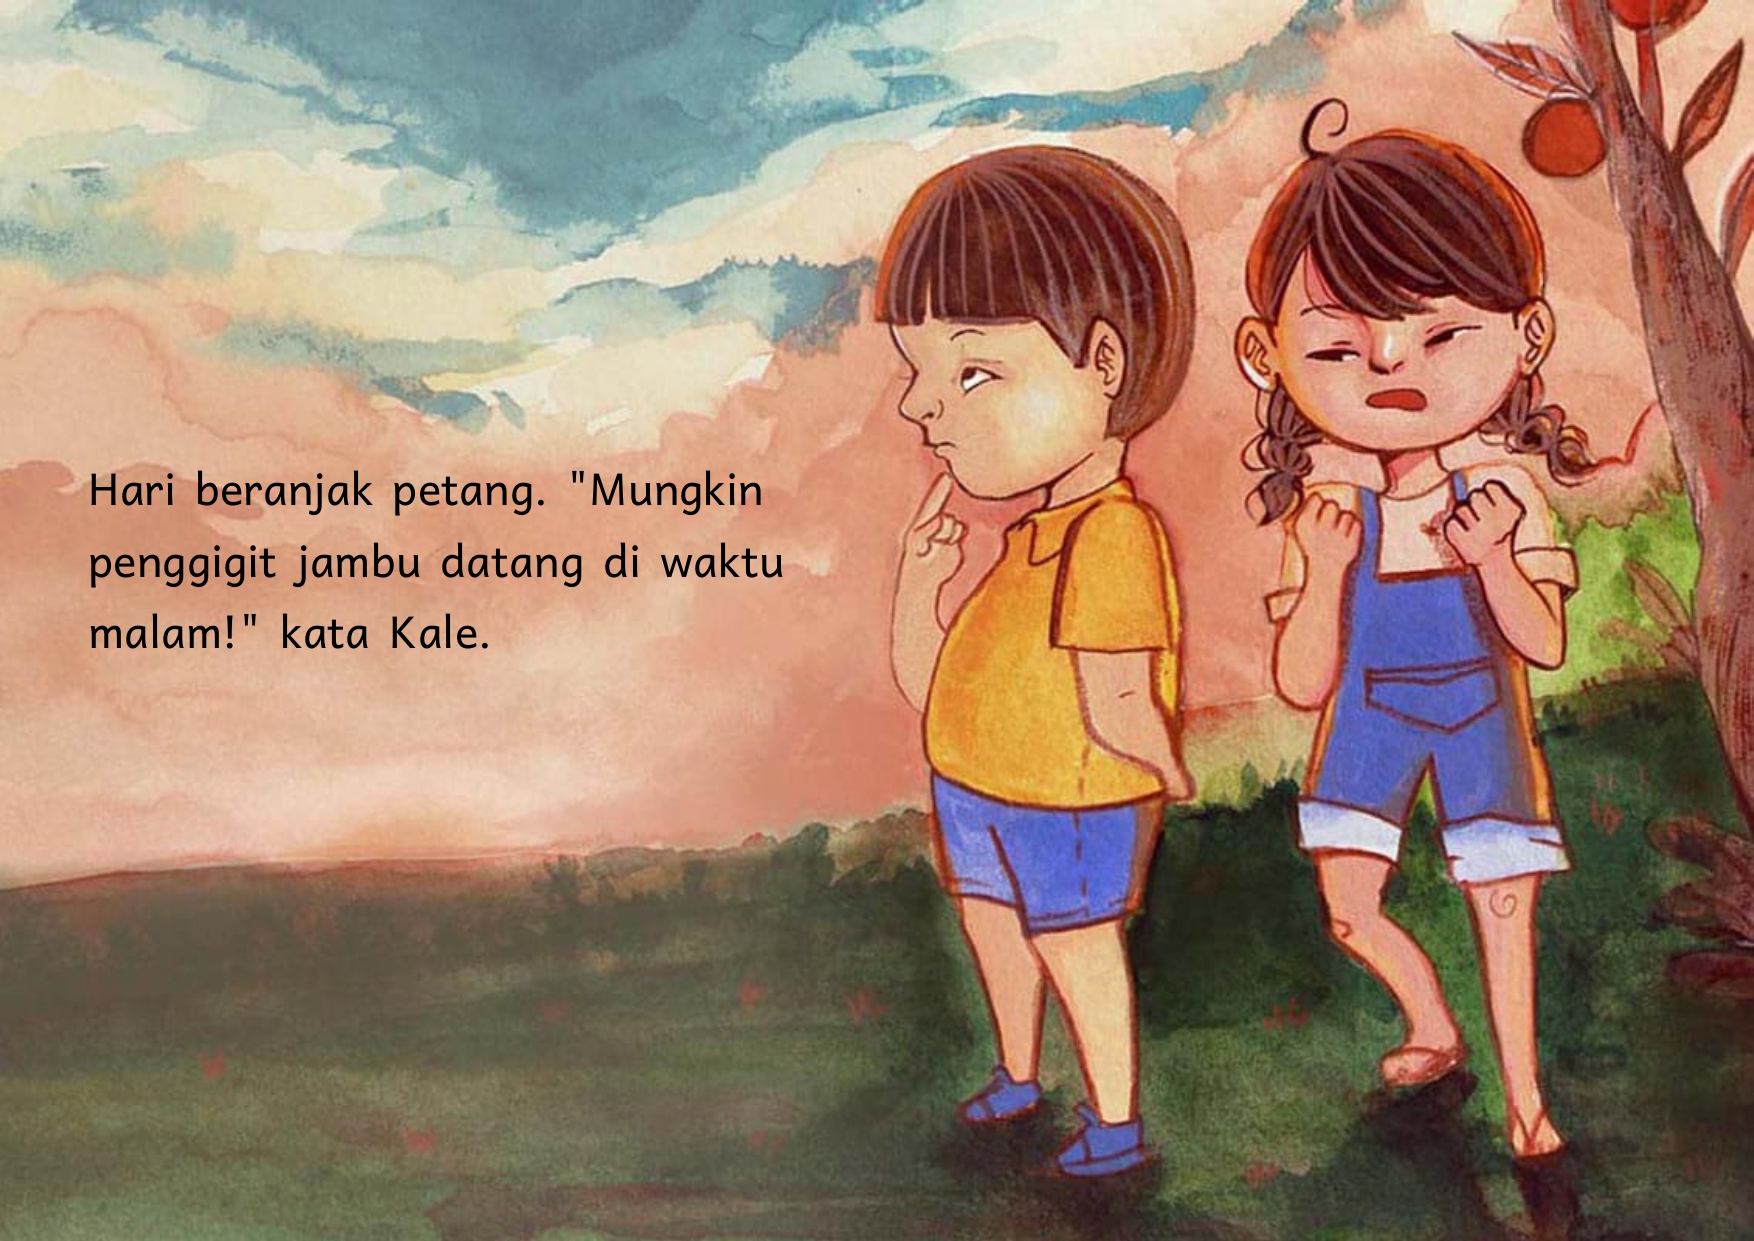 Hari beranjak petang. "Mungkin
penggigit jambu datang di waktu
malam!" kata Kale.